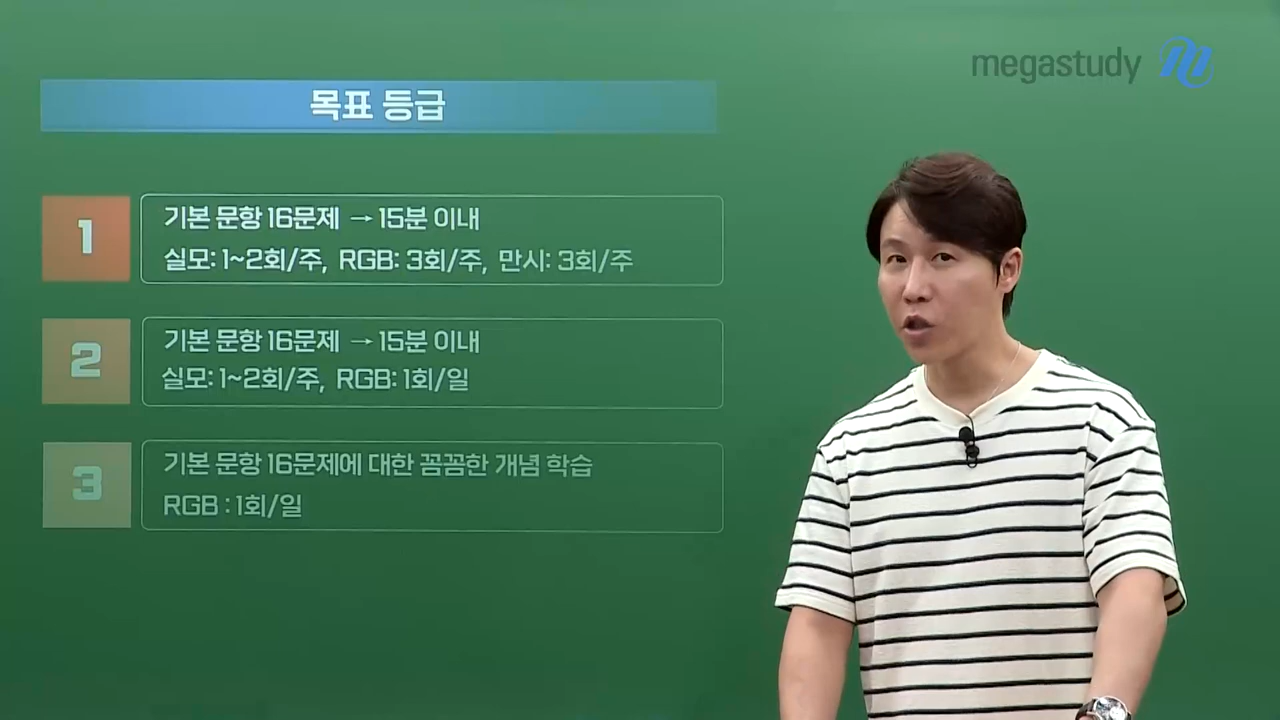 megastudy
목표 등급
1
기본 문항 16문제 → 15분 이내
실모: 1~2회/주, RGB: 3회/주, 만시: 3회/주
2
기본 문항 16문제 → 15분 이내
실모: 1~2회/주, RGB: 1회/일
3
기본 문항 16문제에 대한 꼼꼼한 개념 학습
RGB : 1회/일